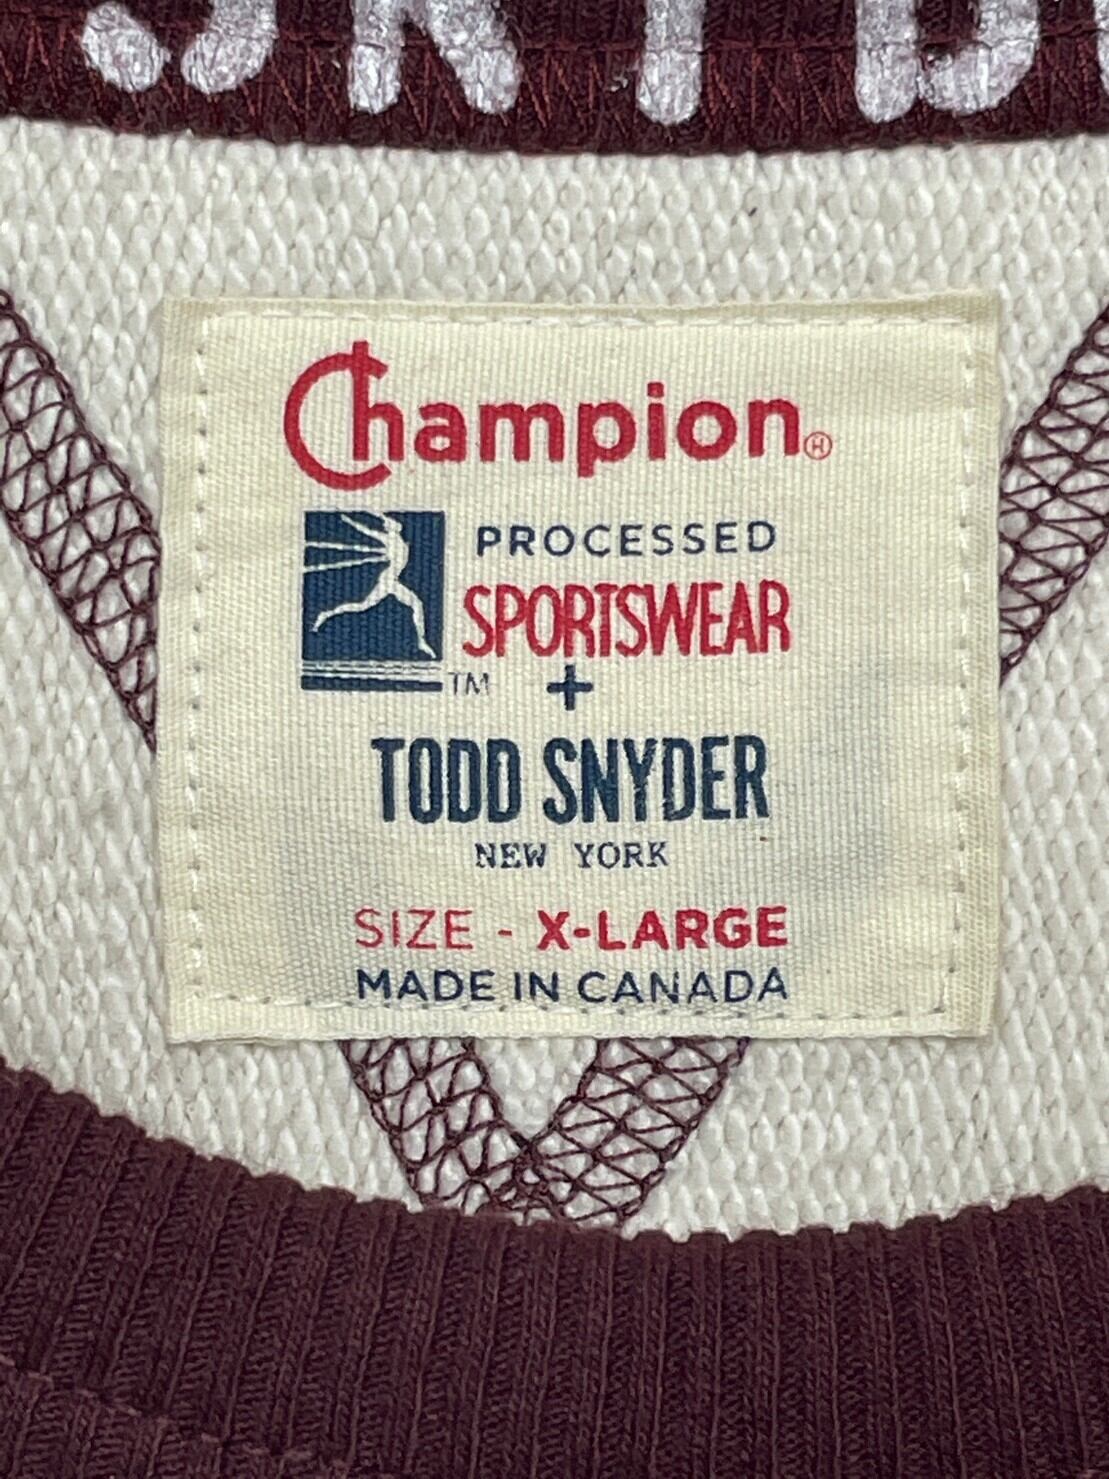 Champion®
PROCESSED
SPORTSWEAR
TM +
TODD SNYDER
NEW YORK
SIZE - X-LARGE
MADE IN CANADA